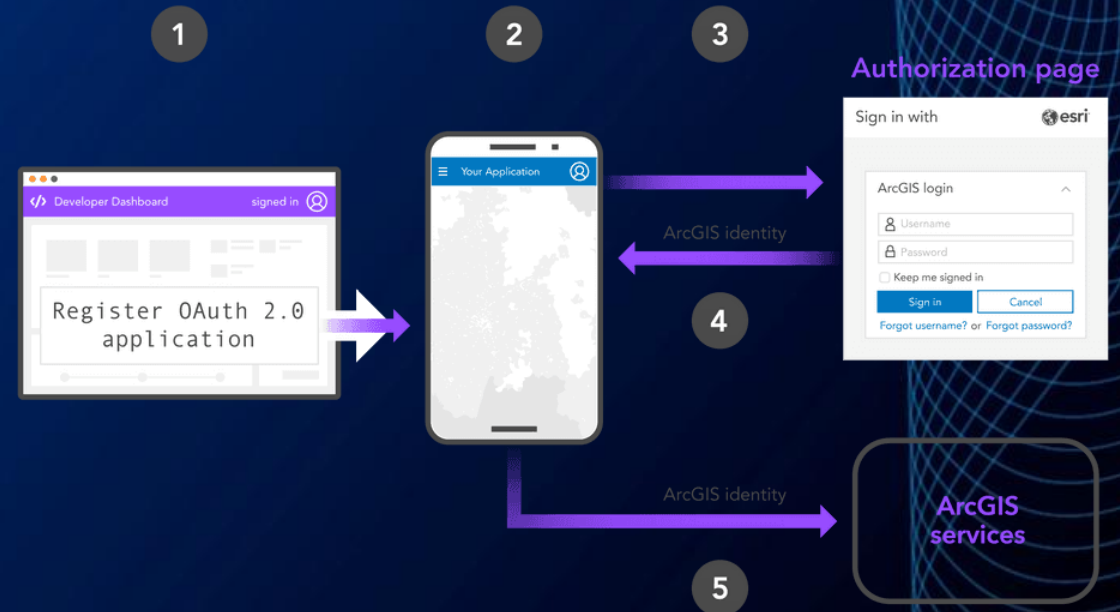 1
2
3
Authorization page
Sign in with
esri
ArcGIS login
Username
Password
Keep me signed in
Sign in
Cancel
Forgot username? or Forgot password?
</> Developer Dashboard
signed in
Register OAuth 2.0
application
Your Application
ArcGIS identity
4
ArcGIS identity
ArcGIS
services
5